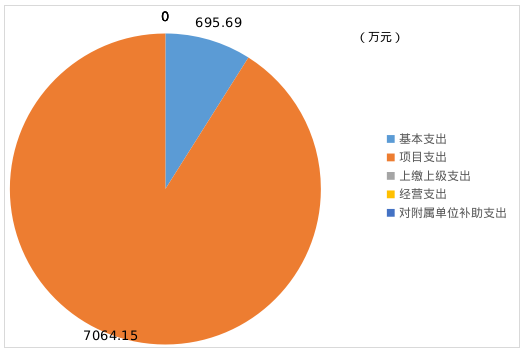 0
695.69
（万元）
基本支出
项目支出
上缴上级支出
经营支出
对附属单位补助支出
7064.15